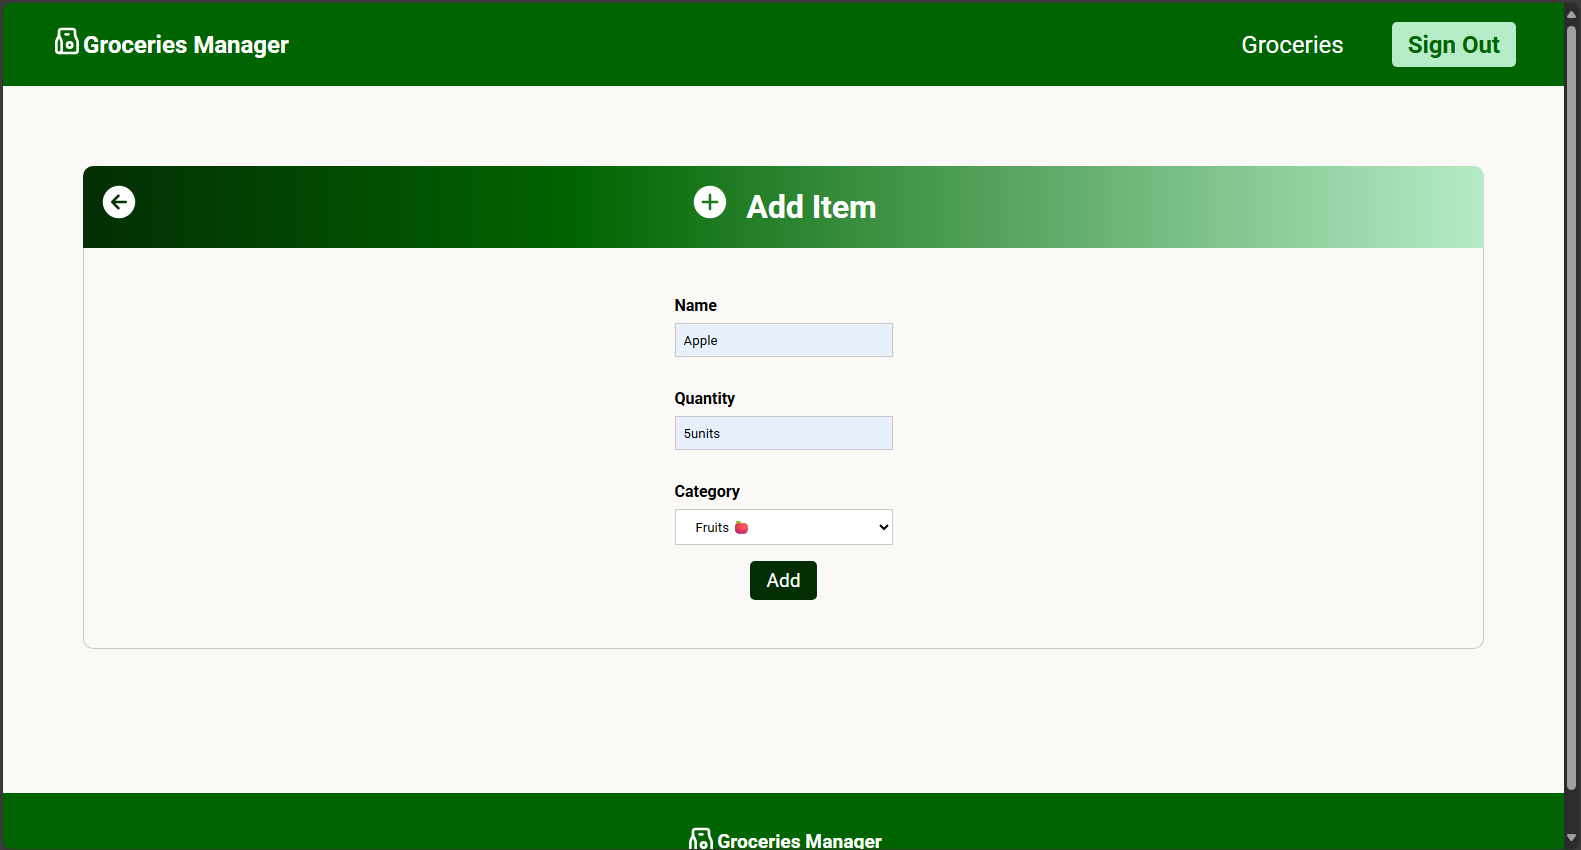 Groceries Manager
Groceries
Sign Out
Add Item
Name
Apple
Quantity
5units
Category
Fruits 🍎
Add
Groceries Manager